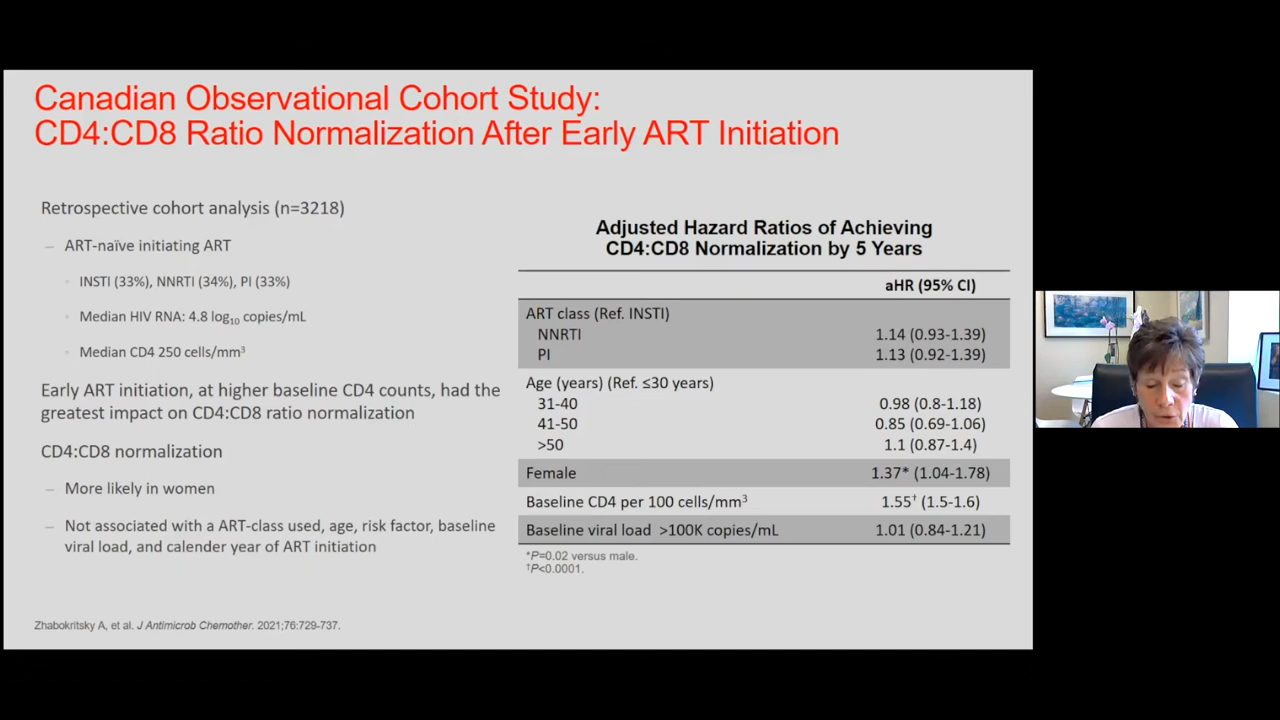 Canadian Observational Cohort Study:
CD4:CD8 Ratio Normalization After Early ART Initiation
Retrospective cohort analysis (n=3218)
– ART-naïve initiating ART
◦ INSTI (33%), NNRTI (34%), PI (33%)
◦ Median HIV RNA: 4.8 log₁₀ copies/mL
◦ Median CD4 250 cells/mm³
Early ART initiation, at higher baseline CD4 counts, had the
greatest impact on CD4:CD8 ratio normalization
CD4:CD8 normalization
– More likely in women
– Not associated with a ART-class used, age, risk factor, baseline
viral load, and calender year of ART initiation
Adjusted Hazard Ratios of Achieving
CD4:CD8 Normalization by 5 Years
aHR (95% CI)
ART class (Ref. INSTI)
NNRTI 1.14 (0.93-1.39)
PI 1.13 (0.92-1.39)
Age (years) (Ref. ≤30 years)
31-40 0.98 (0.8-1.18)
41-50 0.85 (0.69-1.06)
>50 1.1 (0.87-1.4)
Female 1.37* (1.04-1.78)
Baseline CD4 per 100 cells/mm³ 1.55† (1.5-1.6)
Baseline viral load >100K copies/mL 1.01 (0.84-1.21)
*P=0.02 versus male.
†P<0.0001.
Zhabokritsky A, et al. J Antimicrob Chemother. 2021;76:729-737.